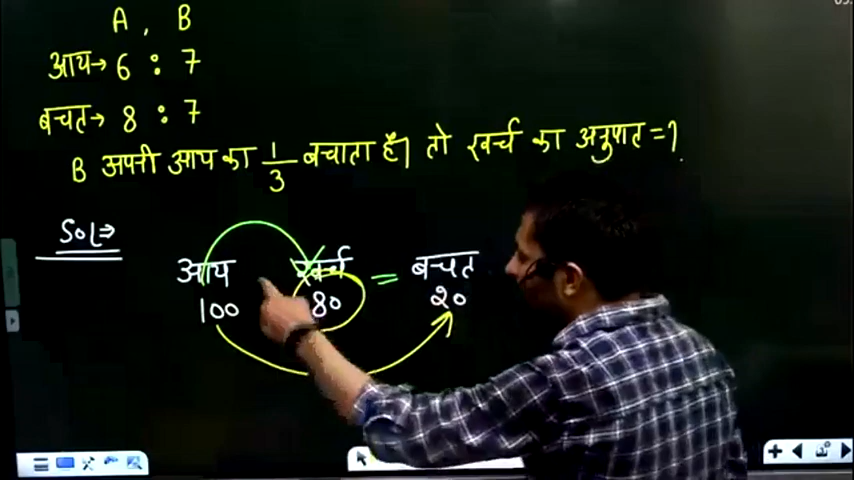 A , B
आय→ 6 : 7
बचत→ 8 : 7
B अपनी आय का 1/3 बचाता है। तो खर्च का अनुपात = ?
Sol⇒
आय खर्च = बचत
100 80 20